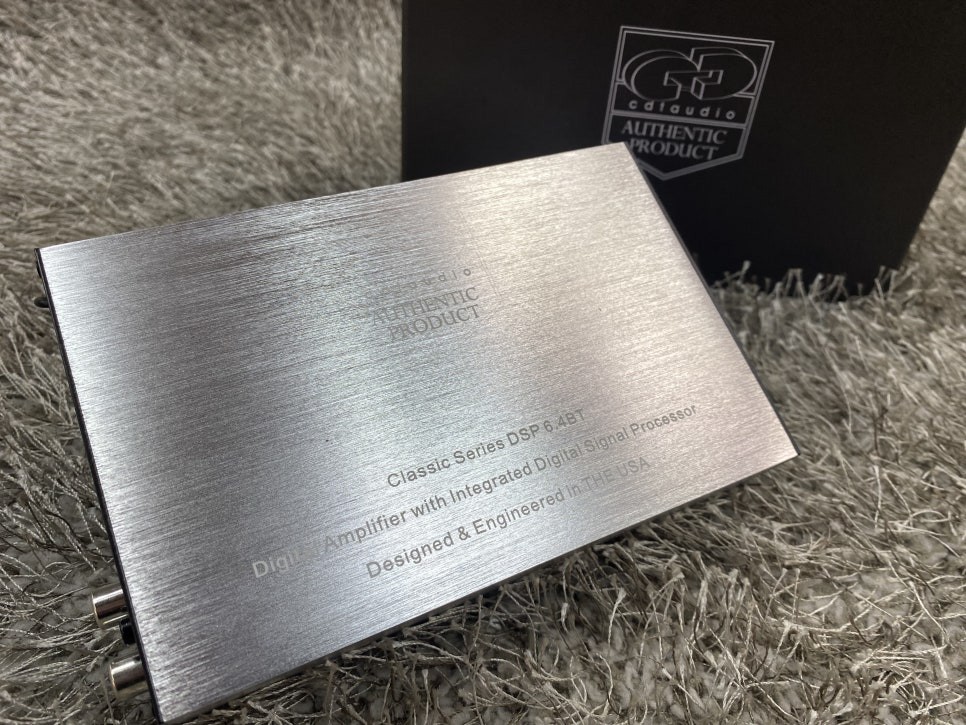 cdtaudio
AUTHENTIC
PRODUCT
AUTHENTIC
PRODUCT
Classic Series DSP 6.4BT
Digital Amplifier with Integrated Digital Signal Processor
Designed & Engineered in THE USA